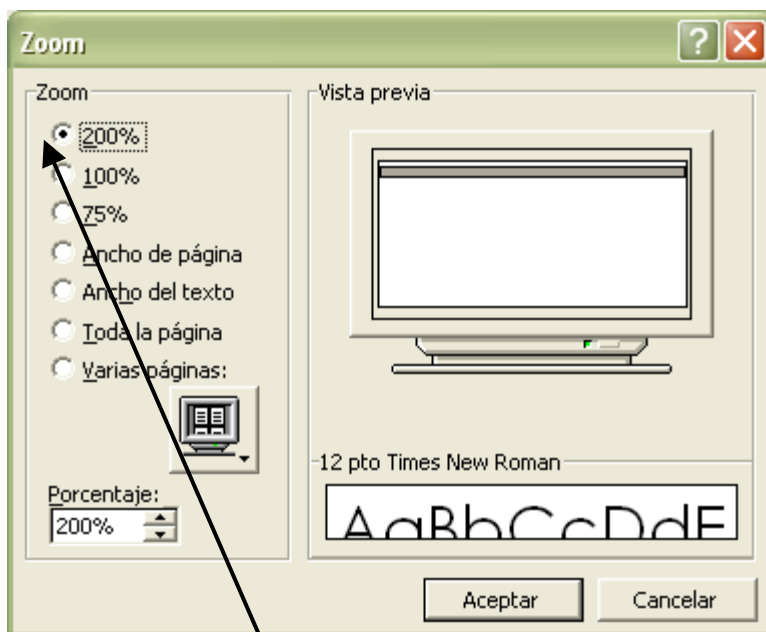 Zoom
Zoom
200%
100%
75%
Ancho de página
Ancho del texto
Toda la página
Varias páginas:
Porcentaje:
200%
Vista previa
12 pto Times New Roman
AaBbCcDdE
Aceptar
Cancelar